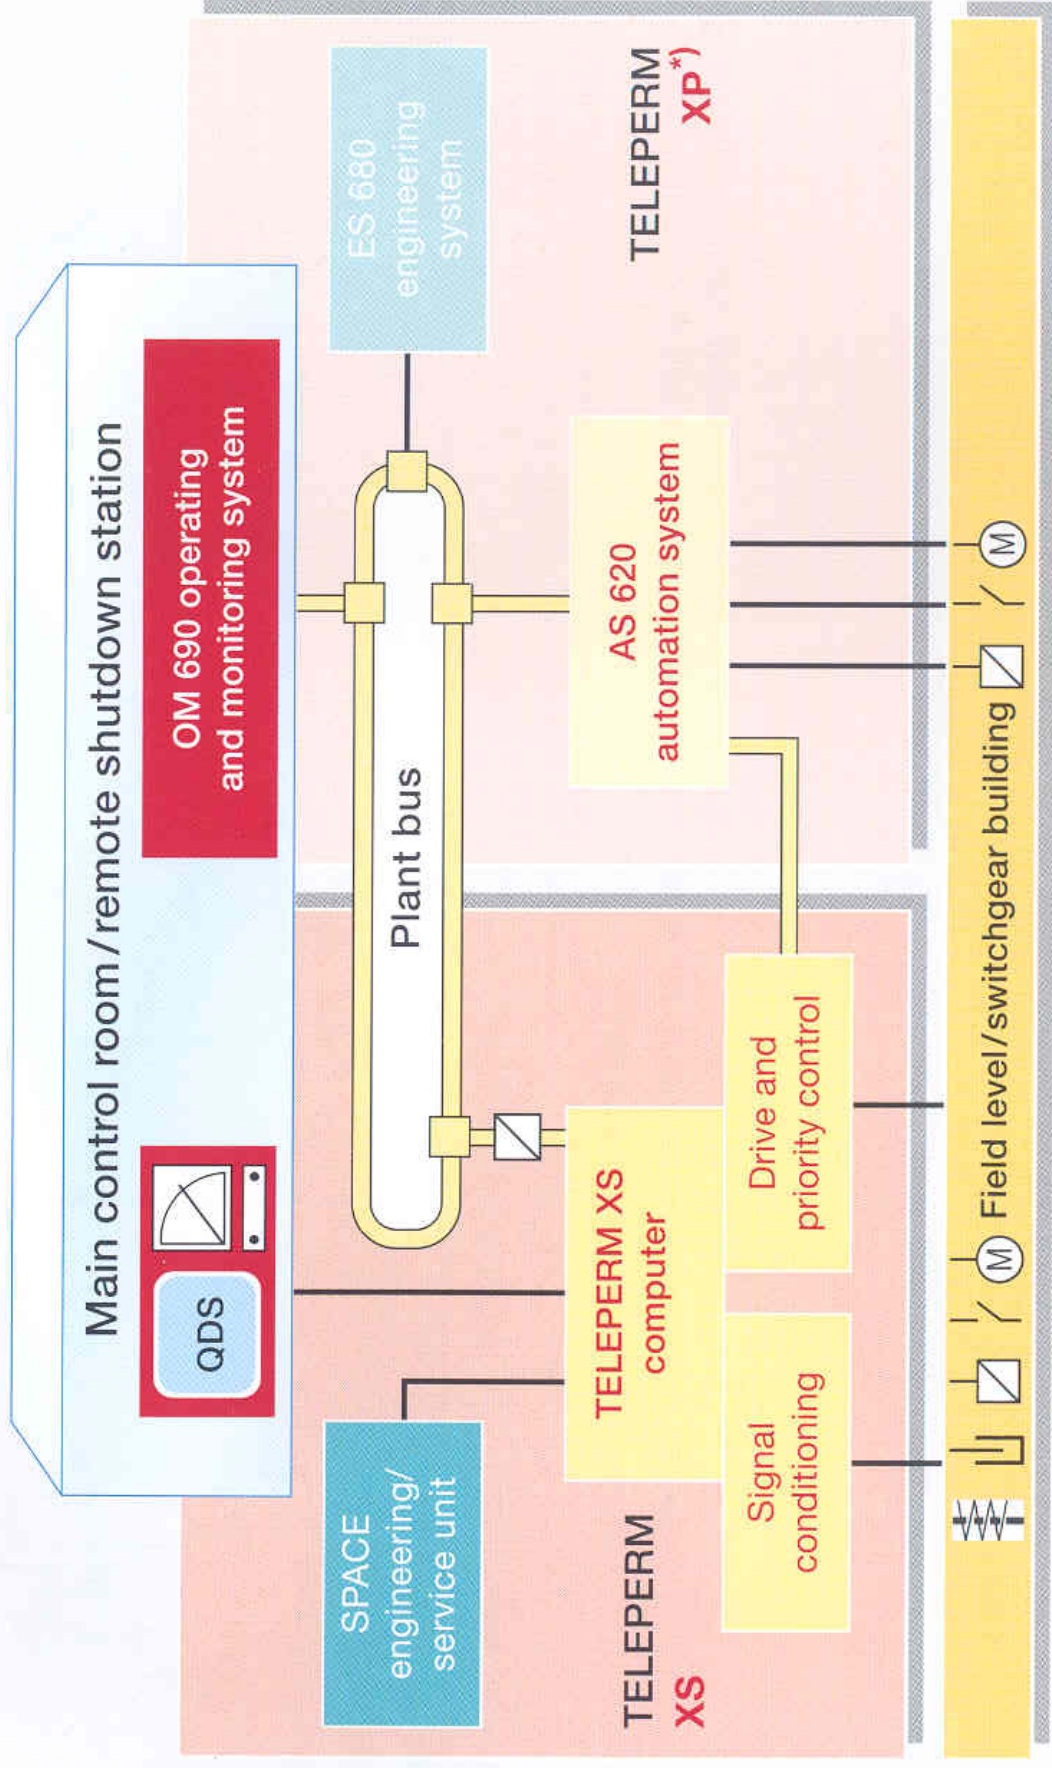 Main control room/remote shutdown station
QDS
OM 690 operating
and monitoring system
SPACE
engineering/
service unit
Plant bus
ES 680
engineering
system
TELEPERM XS
computer
AS 620
automation system
TELEPERM
XS
TELEPERM
XP*)
Signal
conditioning
Drive and
priority control
M
Field level/switchgear building
M